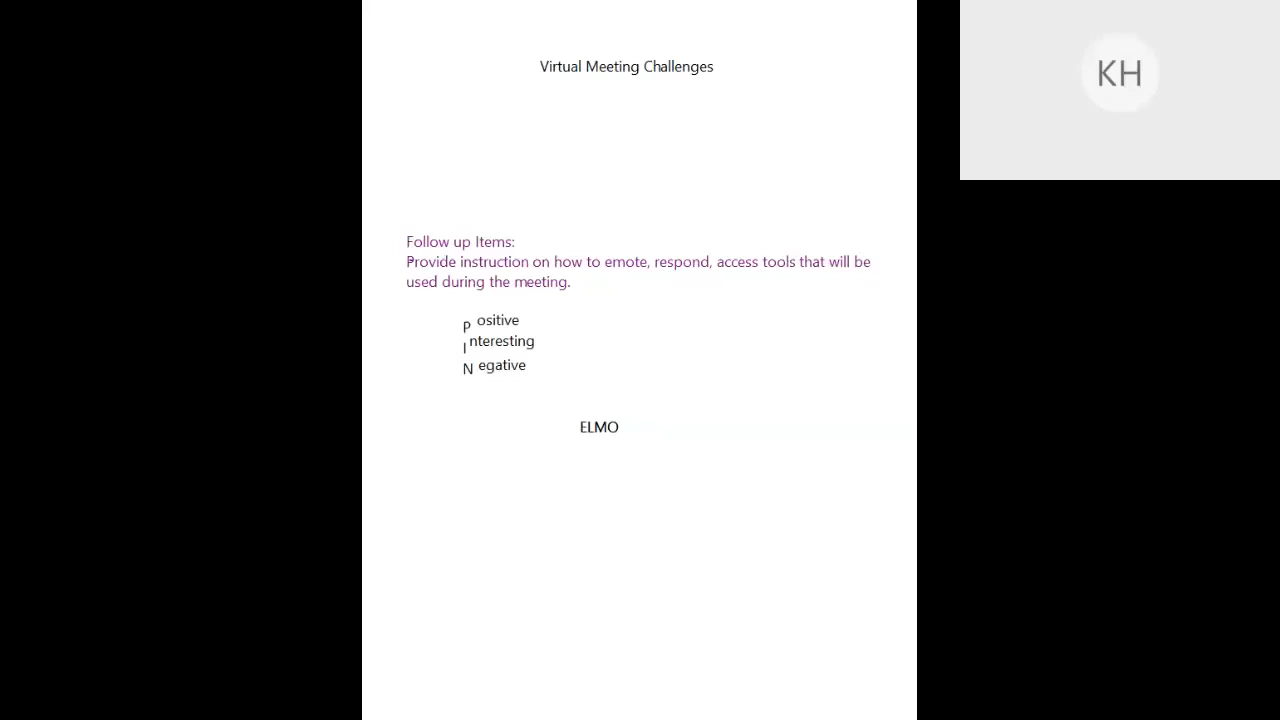 Virtual Meeting Challenges
KH
Follow up Items:
Provide instruction on how to emote, respond, access tools that will be
used during the meeting.
P ositive
I nteresting
N egative
ELMO